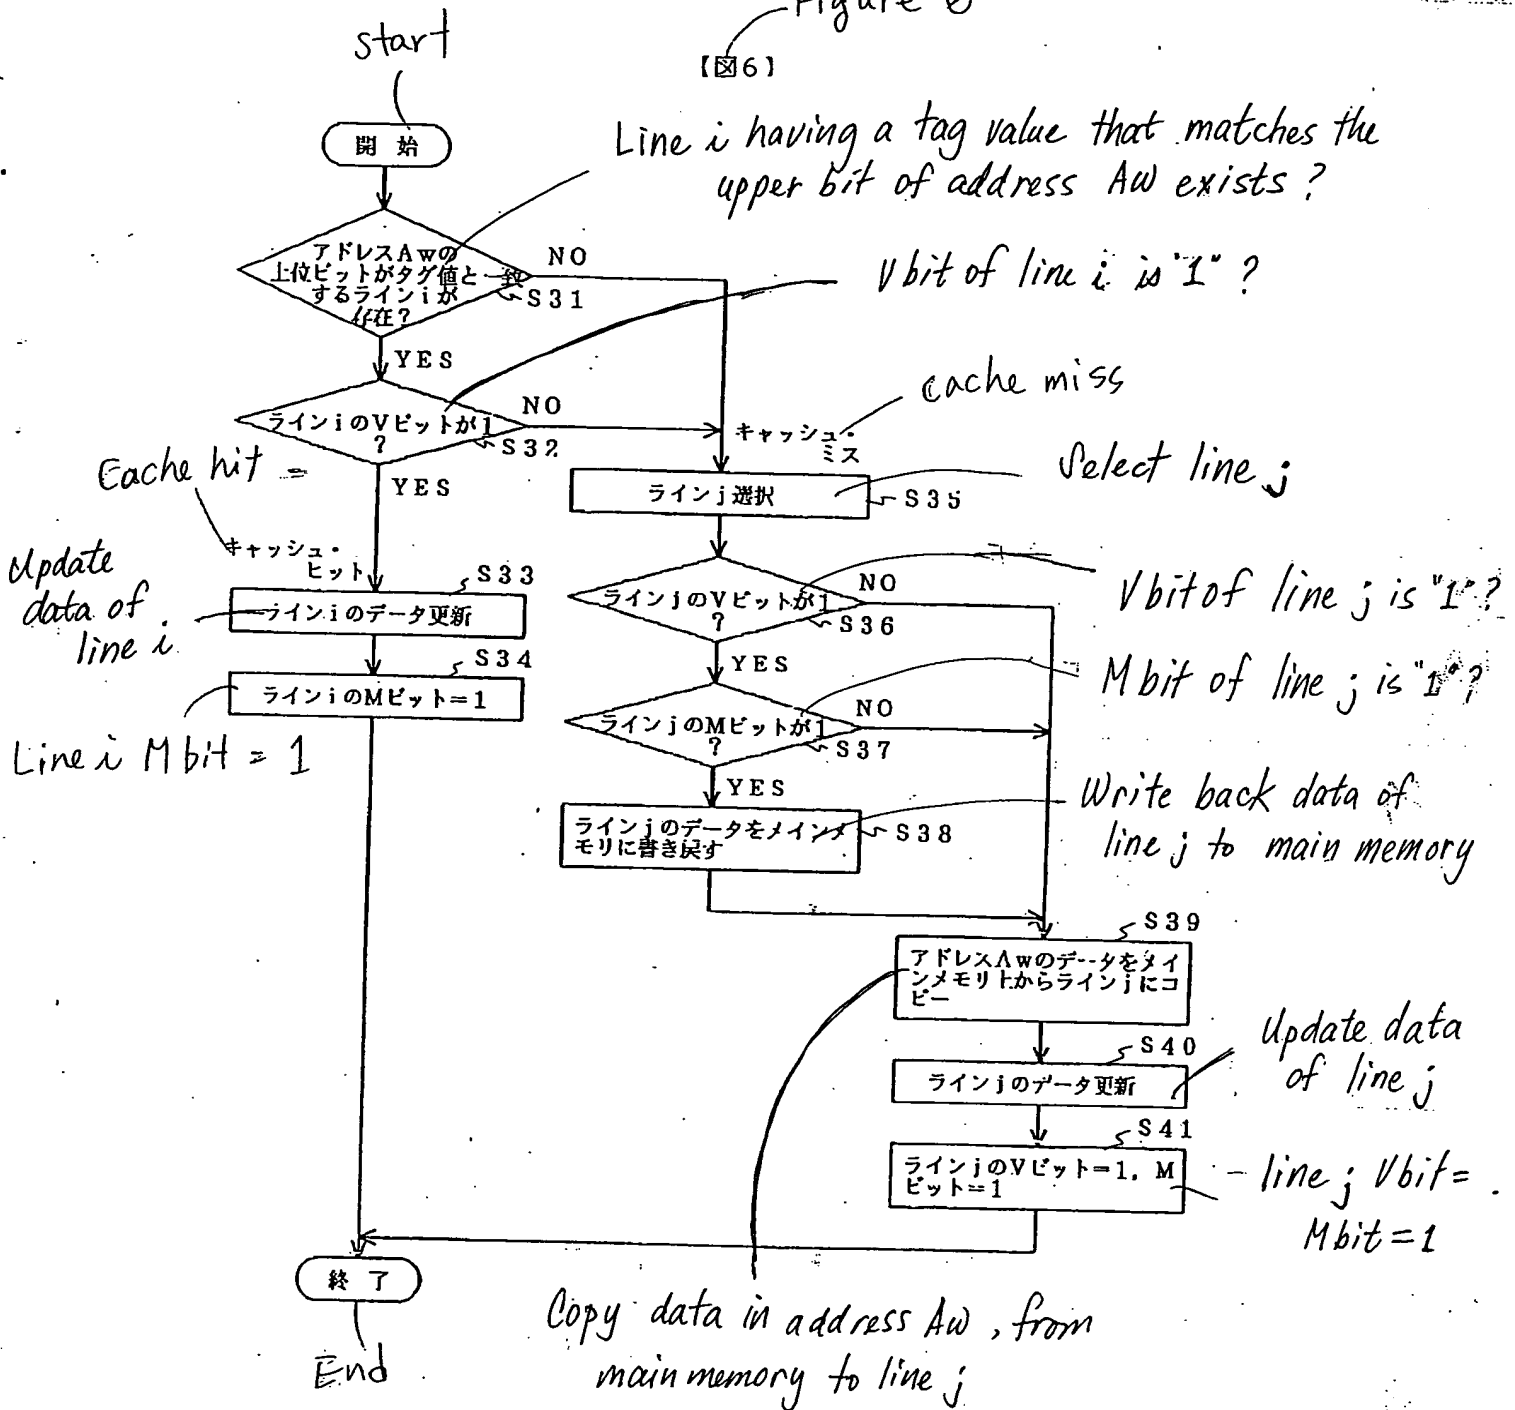 Figure 6
【図6】
start
開始
Line i having a tag value that matches the
upper bit of address Aw exists?
アドレスAwの
上位ビットがタグ値と一致
するラインiが
存在?
NO
S31
YES
V bit of line i is "1"?
ラインiのVビットが1
?
NO
S32
YES
cache miss
キャッシュ・
ミス
Cache hit =
キャッシュ・
ヒット
ラインj選択
S35
Select line j
Update
data of
line i
S33
ラインiのデータ更新
S34
ラインiのMビット=1
Line i M bit = 1
ラインjのVビットが1
?
NO
S36
YES
V bit of line j is "1"?
ラインjのMビットが1
?
NO
S37
YES
M bit of line j is "1"?
ラインjのデータをメインメ
モリに書き戻す
S38
Write back data of
line j to main memory
S39
アドレスAwのデータをメイ
ンメモリ上からラインjにコ
ピー
Copy data in address Aw, from
main memory to line j
S40
ラインjのデータ更新
Update data
of line j
S41
ラインjのVビット=1. M
ビット=1
line j V bit =
M bit = 1
終了
End